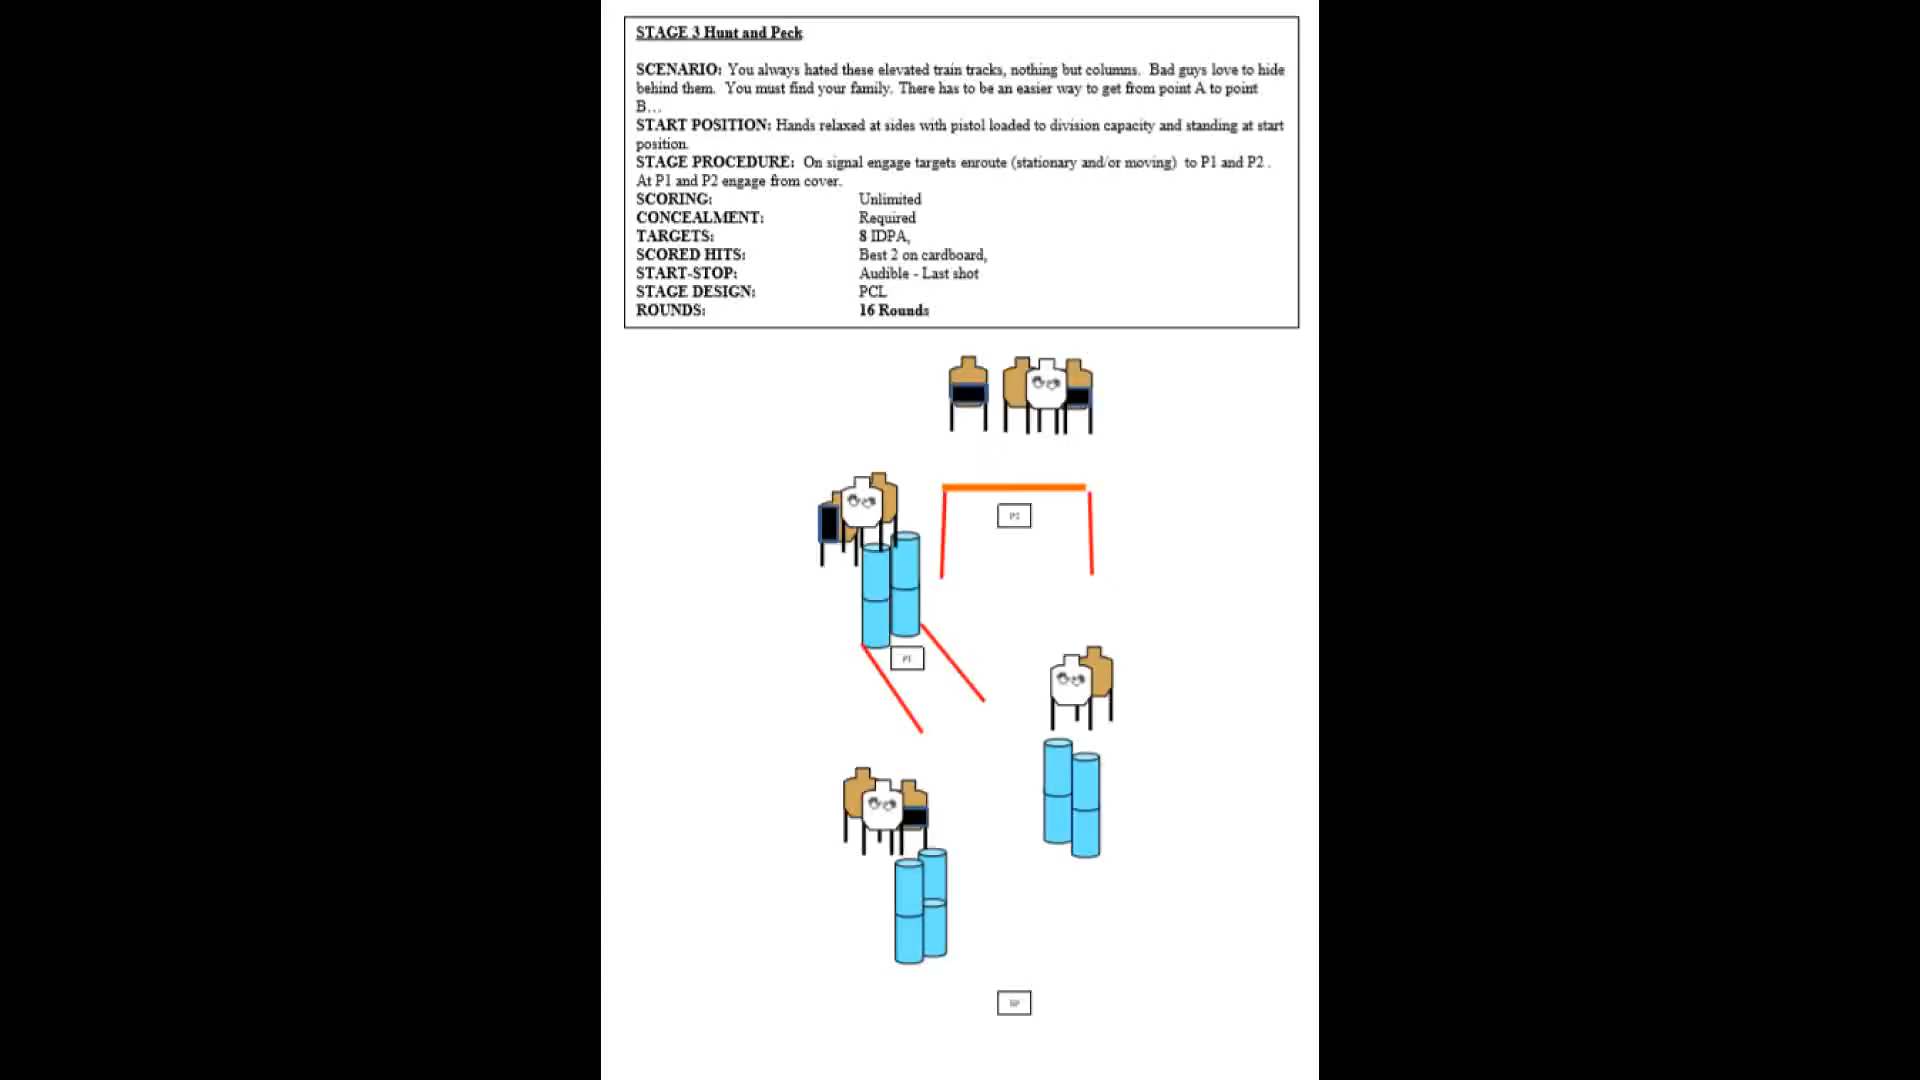 STAGE 3 Hunt and Peck
SCENARIO: You always hated these elevated train tracks, nothing but columns. Bad guys love to hide
behind them. You must find your family. There has to be an easier way to get from point A to point
B…
START POSITION: Hands relaxed at sides with pistol loaded to division capacity and standing at start
position.
STAGE PROCEDURE: On signal engage targets enroute (stationary and/or moving) to P1 and P2 .
At P1 and P2 engage from cover.
SCORING: Unlimited
CONCEALMENT: Required
TARGETS: 8 IDPA,
SCORED HITS: Best 2 on cardboard,
START-STOP: Audible - Last shot
STAGE DESIGN: PCL
ROUNDS: 16 Rounds
P2
P1